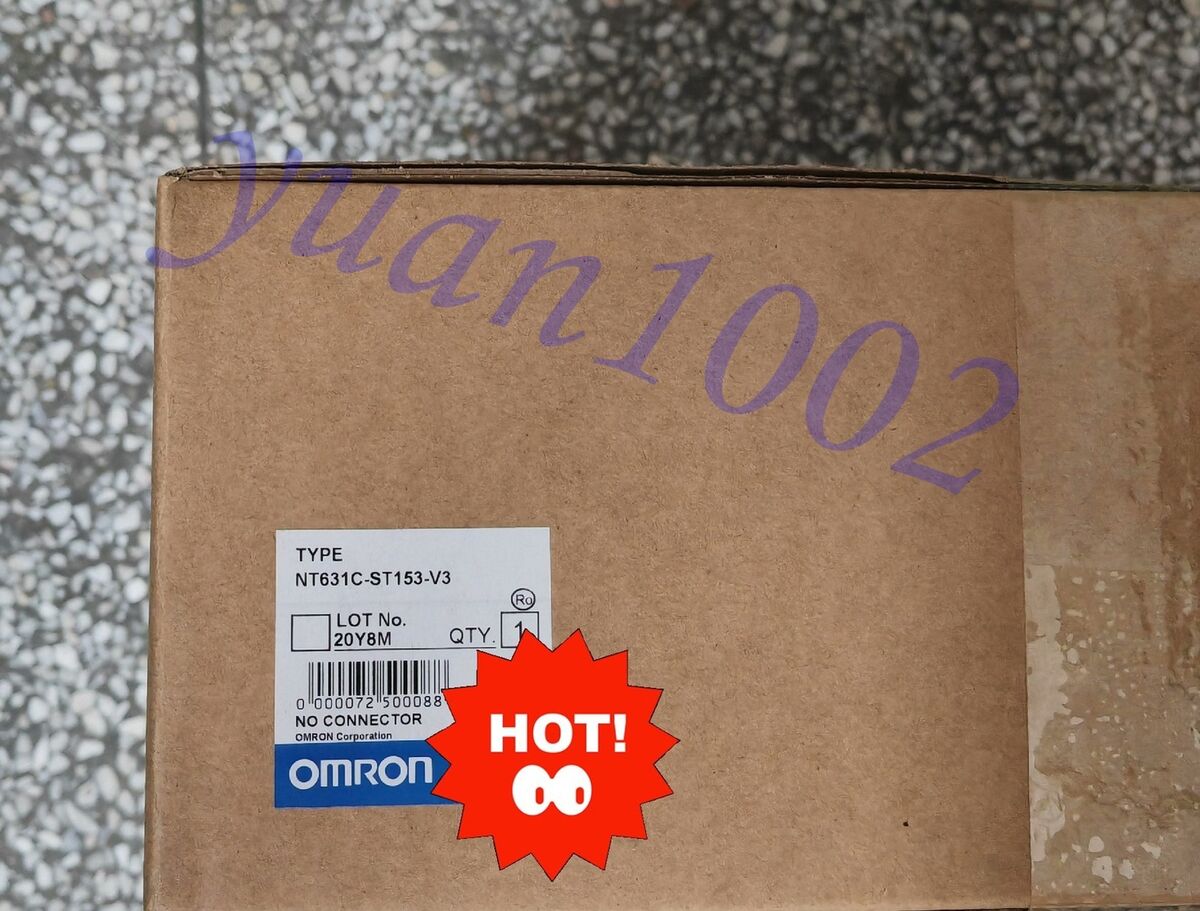 yuan1002
TYPE
NT631C-ST153-V3
Ro
LOT No.
20Y8M
QTY. 1
0 000072 500088
NO CONNECTOR
OMRON Corporation
OMRON
HOT!